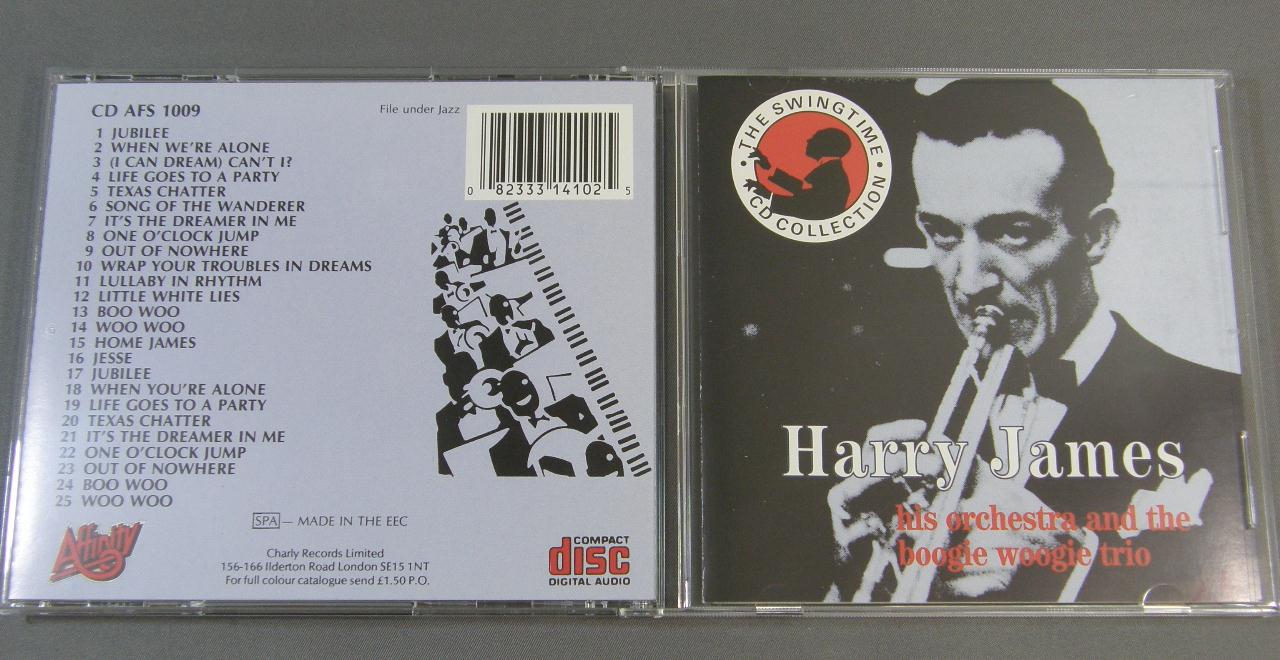 CD AFS 1009
File under Jazz
1 JUBILEE
2 WHEN WE'RE ALONE
3 (I CAN DREAM) CAN'T I?
4 LIFE GOES TO A PARTY
5 TEXAS CHATTER
6 SONG OF THE WANDERER
7 IT'S THE DREAMER IN ME
8 ONE O'CLOCK JUMP
9 OUT OF NOWHERE
10 WRAP YOUR TROUBLES IN DREAMS
11 LULLABY IN RHYTHM
12 LITTLE WHITE LIES
13 BOO WOO
14 WOO WOO
15 HOME JAMES
16 JESSE
17 JUBILEE
18 WHEN YOU'RE ALONE
19 LIFE GOES TO A PARTY
20 TEXAS CHATTER
21 IT'S THE DREAMER IN ME
22 ONE O'CLOCK JUMP
23 OUT OF NOWHERE
24 BOO WOO
25 WOO WOO
0 82333 14102 5
SPA — MADE IN THE EEC
Affinity
Charly Records Limited
156-166 Ilderton Road London SE15 1NT
For full colour catalogue send £1.50 P.O.
COMPACT
disc
DIGITAL AUDIO
• THE SWINGTIME •
CD COLLECTION
Harry James
his orchestra and the
boogie woogie trio